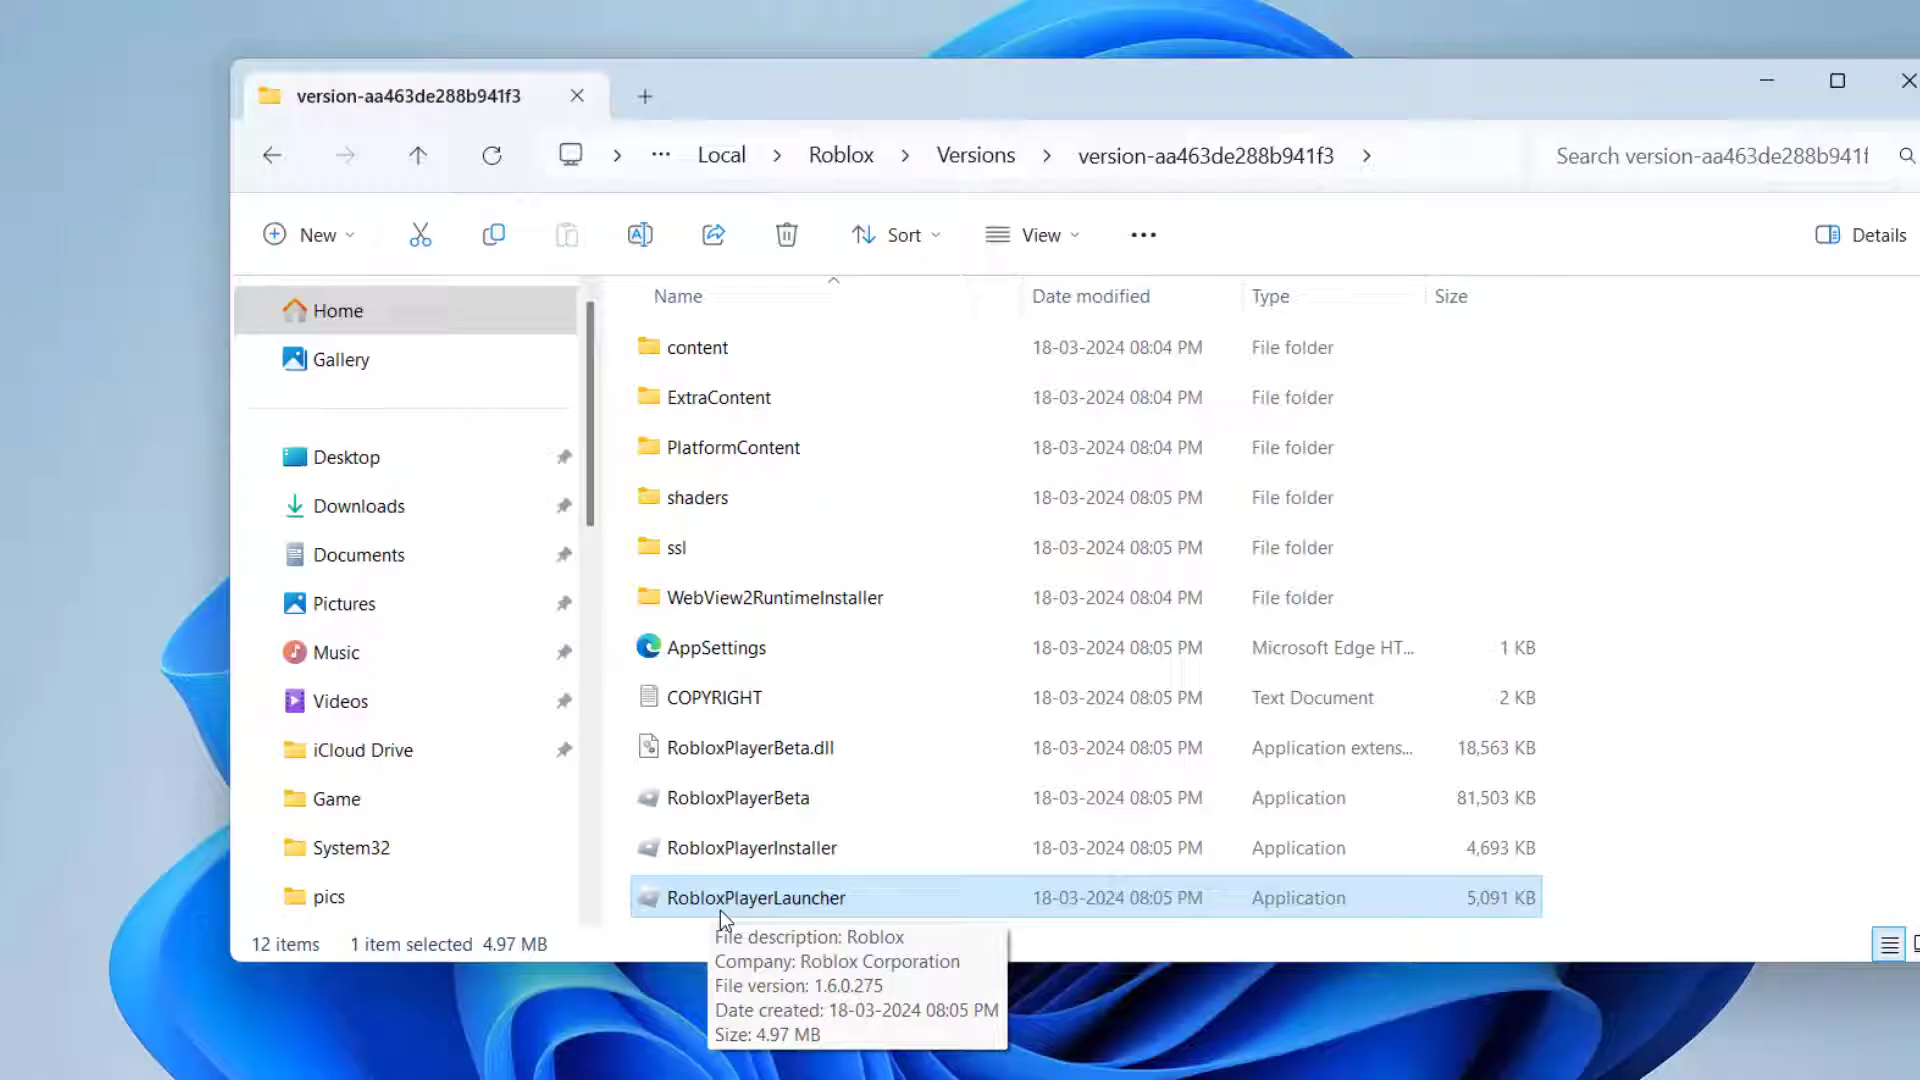 version-aa463de288b941f3
Local
Roblox
Versions
version-aa463de288b941f3
Search version-aa463de288b941f
New
Sort
View
Details
Home
Gallery
Desktop
Downloads
Documents
Pictures
Music
Videos
iCloud Drive
Game
System32
pics
Name Date modified Type Size
content 18-03-2024 08:04 PM File folder
ExtraContent 18-03-2024 08:04 PM File folder
PlatformContent 18-03-2024 08:04 PM File folder
shaders 18-03-2024 08:05 PM File folder
ssl 18-03-2024 08:05 PM File folder
WebView2RuntimeInstaller 18-03-2024 08:04 PM File folder
AppSettings 18-03-2024 08:05 PM Microsoft Edge HT... 1 KB
COPYRIGHT 18-03-2024 08:05 PM Text Document 2 KB
RobloxPlayerBeta.dll 18-03-2024 08:05 PM Application extens... 18,563 KB
RobloxPlayerBeta 18-03-2024 08:05 PM Application 81,503 KB
RobloxPlayerInstaller 18-03-2024 08:05 PM Application 4,693 KB
RobloxPlayerLauncher 18-03-2024 08:05 PM Application 5,091 KB
12 items 1 item selected 4.97 MB
File description: Roblox
Company: Roblox Corporation
File version: 1.6.0.275
Date created: 18-03-2024 08:05 PM
Size: 4.97 MB